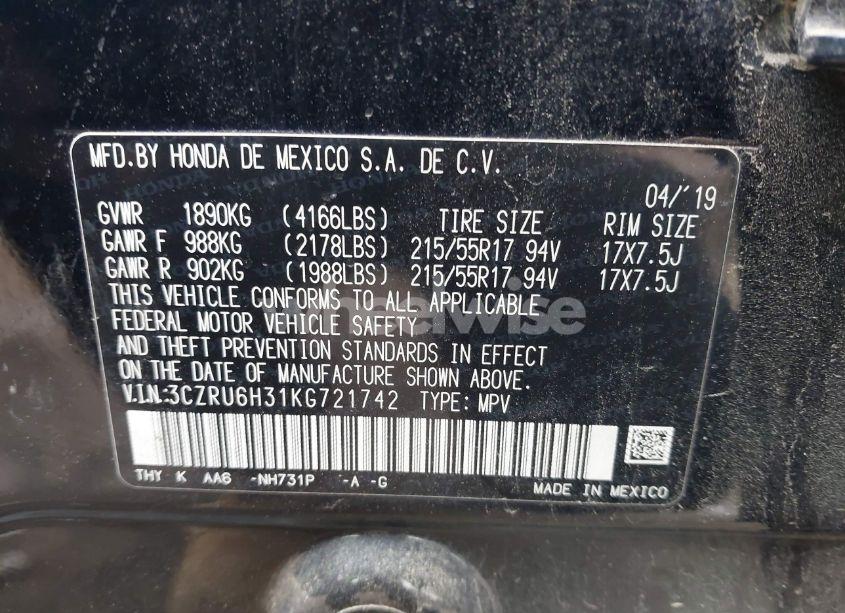 MFD.BY HONDA DE MEXICO S.A. DE C.V.
04/'19
GVWR 1890KG (4166LBS) TIRE SIZE RIM SIZE
GAWR F 988KG (2178LBS) 215/55R17 94V 17X7.5J
GAWR R 902KG (1988LBS) 215/55R17 94V 17X7.5J
THIS VEHICLE CONFORMS TO ALL APPLICABLE
FEDERAL MOTOR VEHICLE SAFETY
AND THEFT PREVENTION STANDARDS IN EFFECT
ON THE DATE OF MANUFACTURE SHOWN ABOVE.
V.I.N.:3CZRU6H31KG721742 TYPE: MPV
THY K AA6 -NH731P -A -G
MADE IN MEXICO